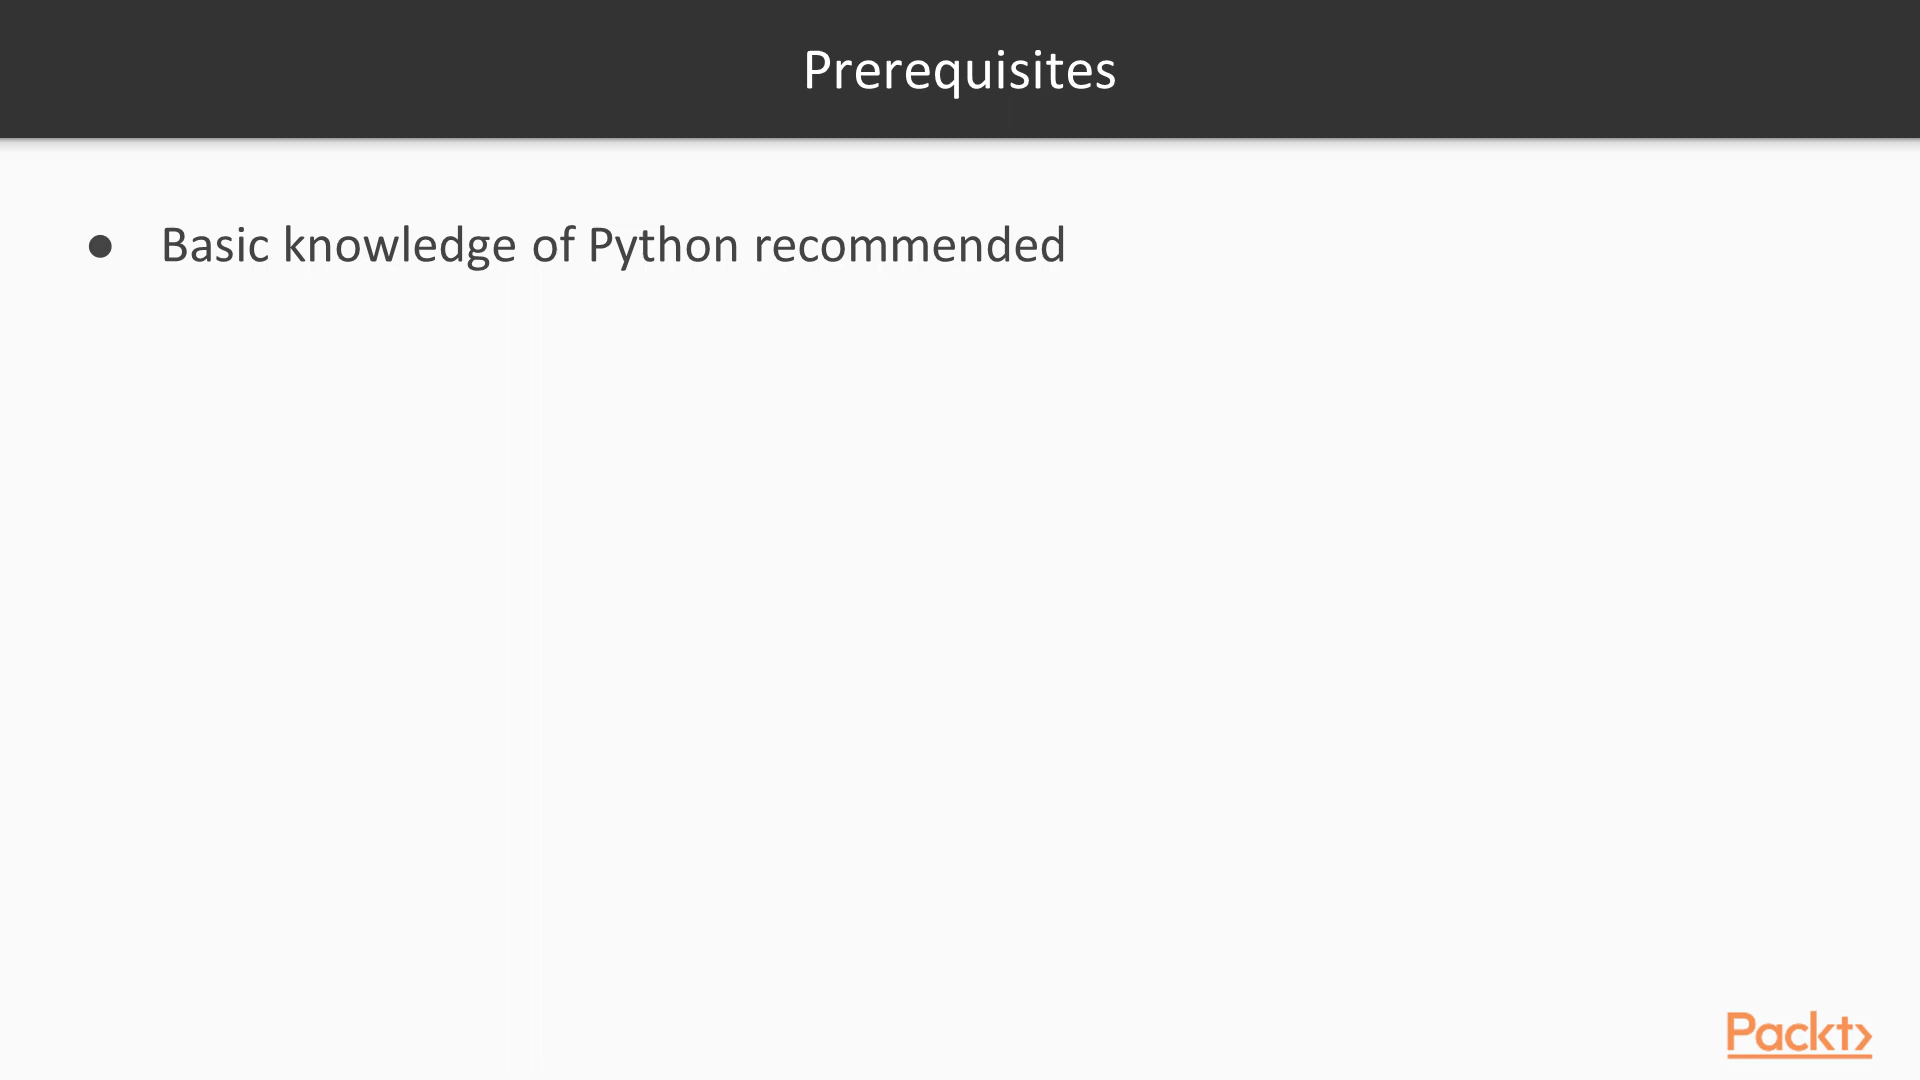 Prerequisites
● Basic knowledge of Python recommended
Packt>